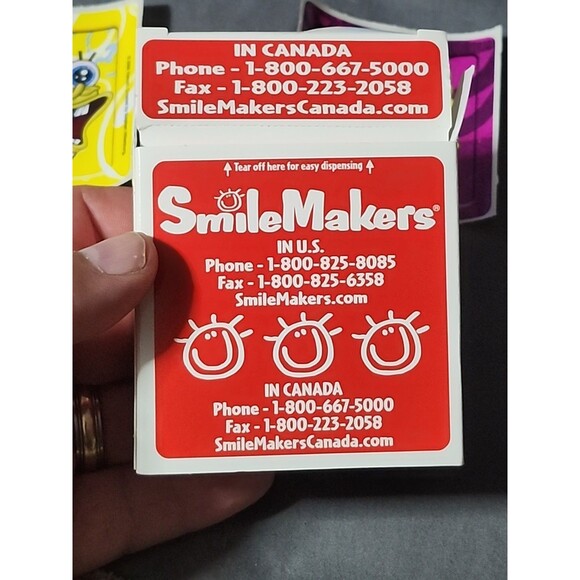 IN CANADA
Phone - 1-800-667-5000
Fax - 1-800-223-2058
SmileMakersCanada.com
Tear off here for easy dispensing
SmileMakers®
IN U.S.
Phone - 1-800-825-8085
Fax - 1-800-825-6358
SmileMakers.com
IN CANADA
Phone - 1-800-667-5000
Fax - 1-800-223-2058
SmileMakersCanada.com